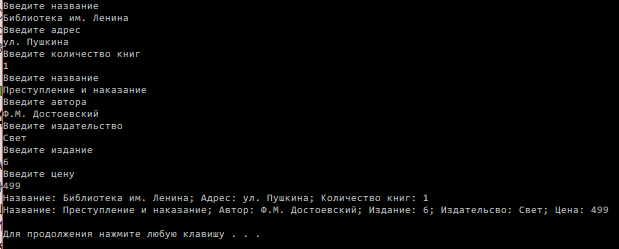 Введите название
Библиотека им. Ленина
Введите адрес
ул. Пушкина
Введите количество книг
1
Введите название
Преступление и наказание
Введите автора
Ф.М. Достоевский
Введите издательство
Свет
Введите издание
6
Введите цену
499
Название: Библиотека им. Ленина; Адрес: ул. Пушкина; Количество книг: 1
Название: Преступление и наказание; Автор: Ф.М. Достоевский; Издание: 6; Издательсво: Свет; Цена: 499
Для продолжения нажмите любую клавишу . . .